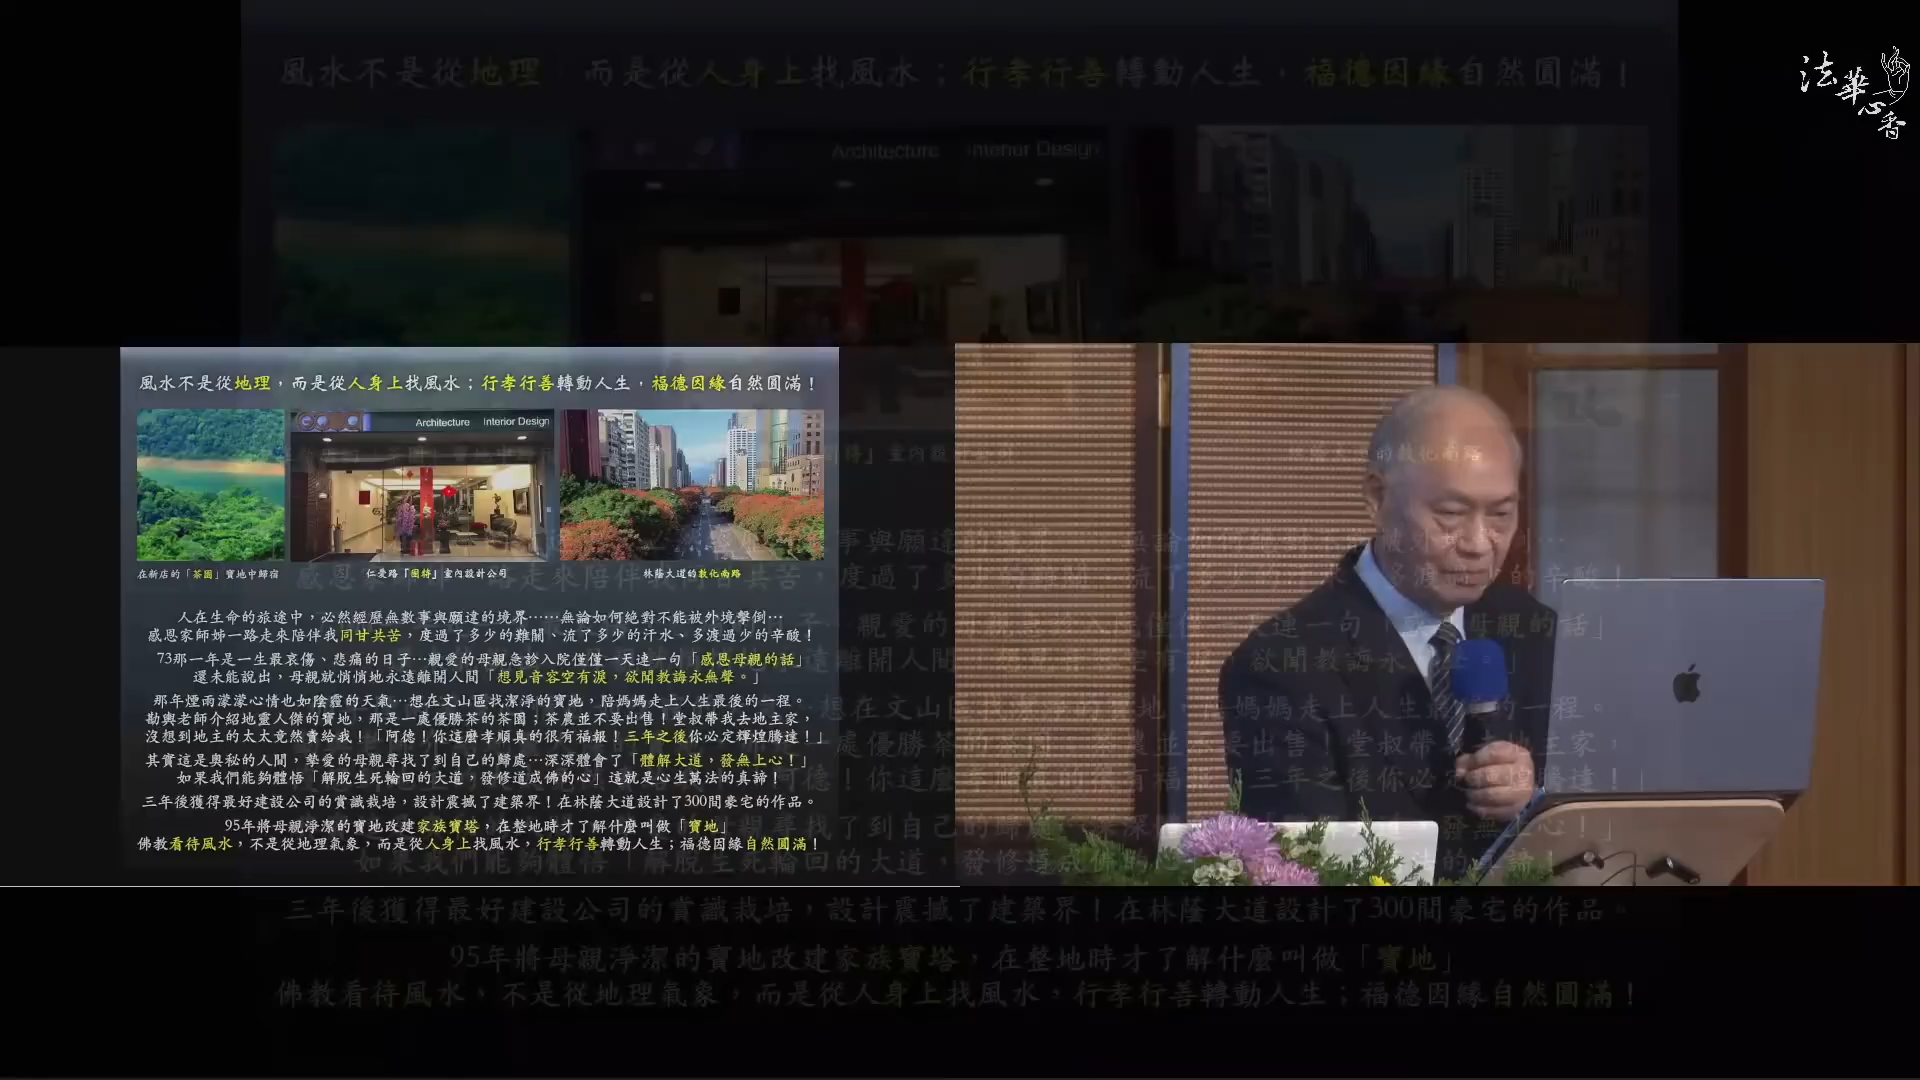 法華心香
風水不是從地理，而是從人身上找風水；行孝行善轉動人生，福德因緣自然圓滿！
Architecture Interior Design
在新店的「茶園」寶地中歸宿
仁愛路「囿特」室內設計公司
林蔭大道的敦化南路
人在生命的旅途中，必然經歷無數事與願違的境界……無論如何絕對不能被外境擊倒…
感恩家師姊一路走來陪伴我同甘共苦，度過了多少的難關、流了多少的汗水、多渡過少的辛酸！
73那一年是一生最哀傷、悲痛的日子…親愛的母親急診入院僅僅一天連一句「感恩母親的話」
還未能說出，母親就悄悄地永遠離開人間「想見音容空有淚，欲聞教誨永無聲。」
那年煙雨濛濛心情也如陰霾的天氣…想在文山區找潔淨的寶地，陪媽媽走上人生最後的一程。
勘輿老師介紹地靈人傑的寶地，那是一處優勝茶的茶園；茶農並不要出售！堂叔帶我去地主家，
沒想到地主的太太竟然賣給我！「阿德！你這麼孝順真的很有福報！三年之後你必定輝煌騰達！」
其實這是奧秘的人間，摯愛的母親尋找了到自己的歸處…深深體會了「體解大道，發無上心！」
如果我們能夠體悟「解脫生死輪回的大道，發修道成佛的心」這就是心生萬法的真諦！
三年後獲得最好建設公司的賞識栽培，設計震撼了建築界！在林蔭大道設計了300間豪宅的作品。
95年將母親淨潔的寶地改建家族寶塔，在整地時才了解什麼叫做「寶地」
佛教看待風水，不是從地理氣象，而是從人身上找風水，行孝行善轉動人生；福德因緣自然圓滿！